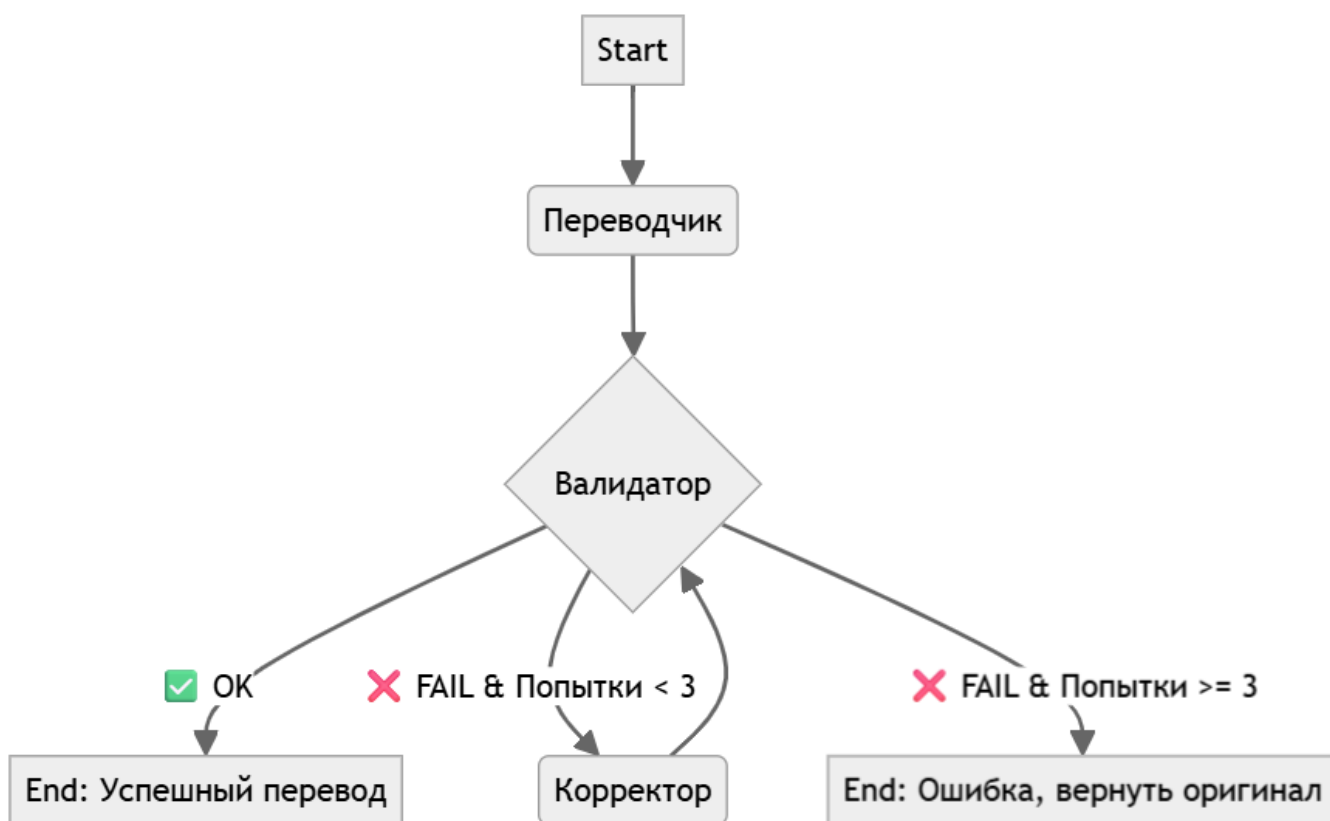 Start
Переводчик
Валидатор
✅ OK
❌ FAIL & Попытки < 3
❌ FAIL & Попытки >= 3
End: Успешный перевод
Корректор
End: Ошибка, вернуть оригинал